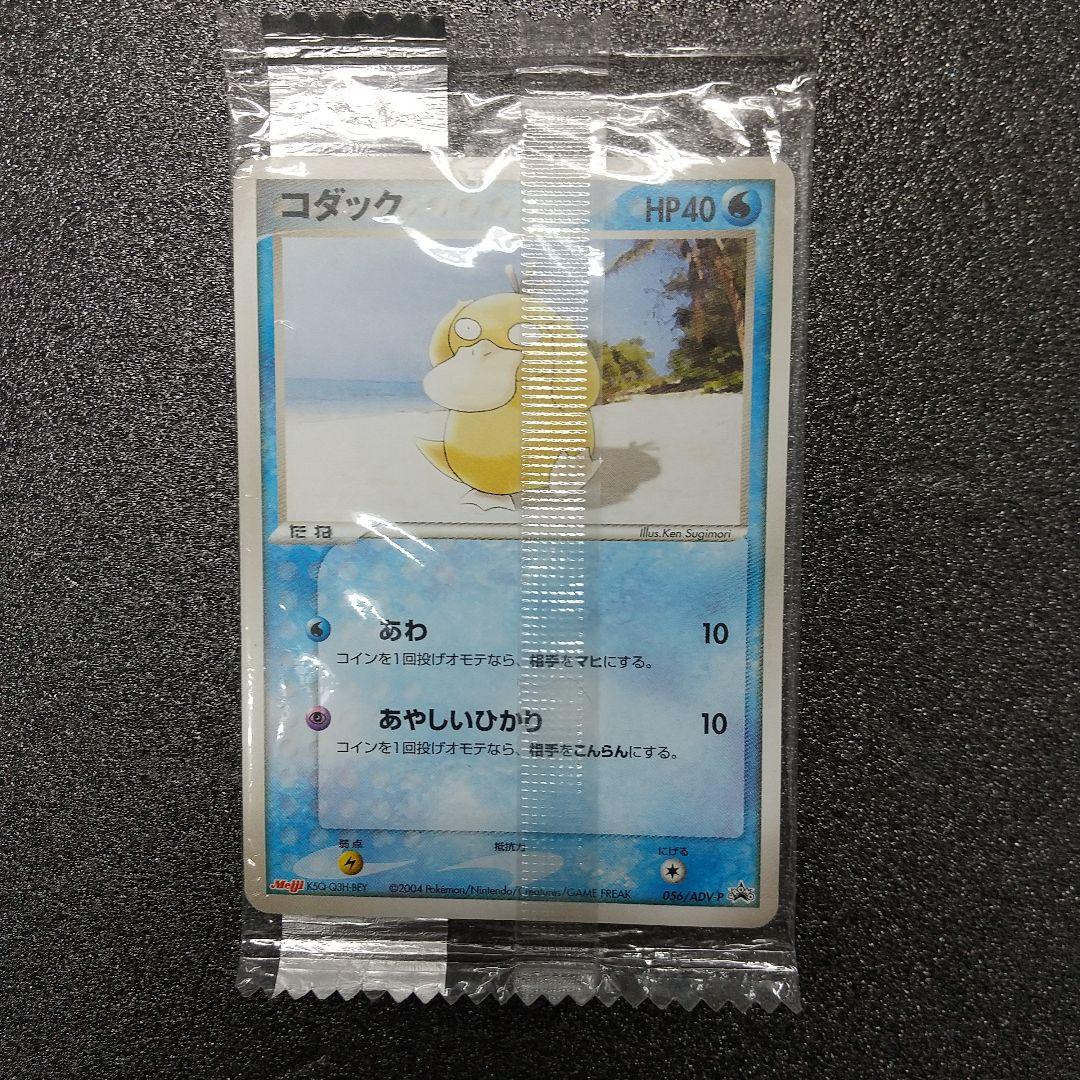 コダック HP40
たね Illus.Ken Sugimori
あわ 10
コインを1回投げオモテなら、相手をマヒにする。
あやしいひかり 10
コインを1回投げオモテなら、相手をこんらんにする。
弱点 抵抗力 にげる
Meiji K5Q-Q3H-BEY ©2004 Pokémon/Nintendo/Creatures/GAME FREAK 056/ADV-P